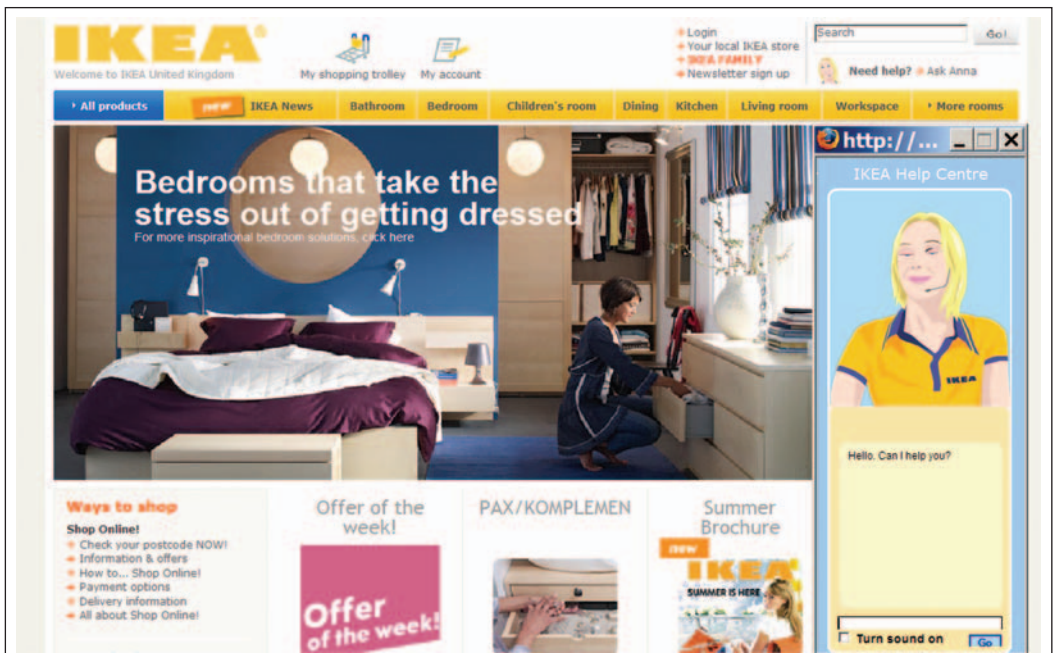 IKEA
Welcome to IKEA United Kingdom
My shopping trolley
My account
Login
Your local IKEA store
IKEA FAMILY
Newsletter sign up
Search
Go!
Need help? Ask Anna
All products
new IKEA News
Bathroom
Bedroom
Children's room
Dining
Kitchen
Living room
Workspace
More rooms
Bedrooms that take the
stress out of getting dressed
For more inspirational bedroom solutions, click here
http:// ...
IKEA Help Centre
IKEA
Hello. Can I help you?
Turn sound on
Go
Ways to shop
Shop Online!
Check your postcode NOW!
Information & offers
How to... Shop Online!
Payment options
Delivery information
All about Shop Online!
Offer of the
week!
Offer
of the week!
PAX/KOMPLEMEN
Summer
Brochure
new
IKEA
SUMMER IS HERE